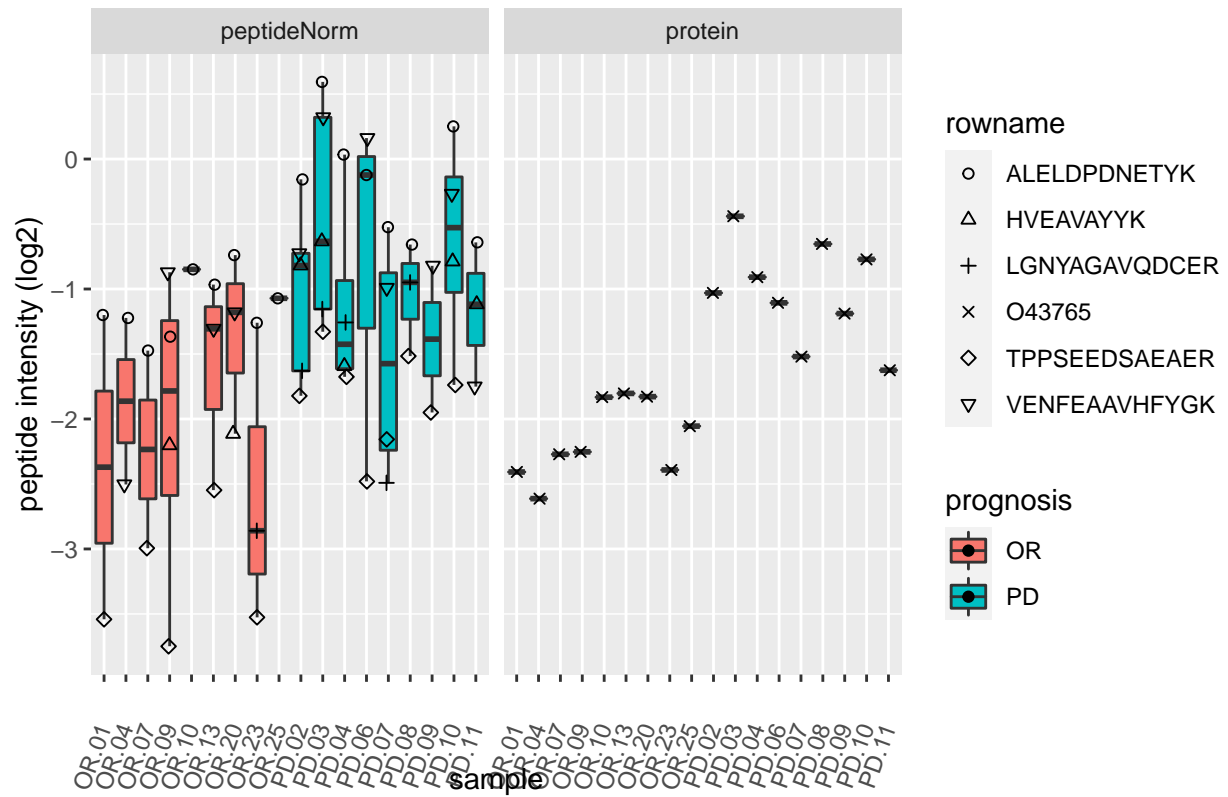 peptideNorm
protein
peptide intensity (log2)
0
−1
−2
−3
OR.01
OR.04
OR.07
OR.09
OR.10
OR.13
OR.20
OR.23
OR.25
PD.02
PD.03
PD.04
PD.06
PD.07
PD.08
PD.09
PD.10
PD.11
OR.01
OR.04
OR.07
OR.09
OR.10
OR.13
OR.20
OR.23
OR.25
PD.02
PD.03
PD.04
PD.06
PD.07
PD.08
PD.09
PD.10
PD.11
sample
rowname
ALELDPDNETYK
HVEAVAYYK
LGNYAGAVQDCER
O43765
TPPSEEDSAEAER
VENFEAAVHFYGK
prognosis
OR
PD